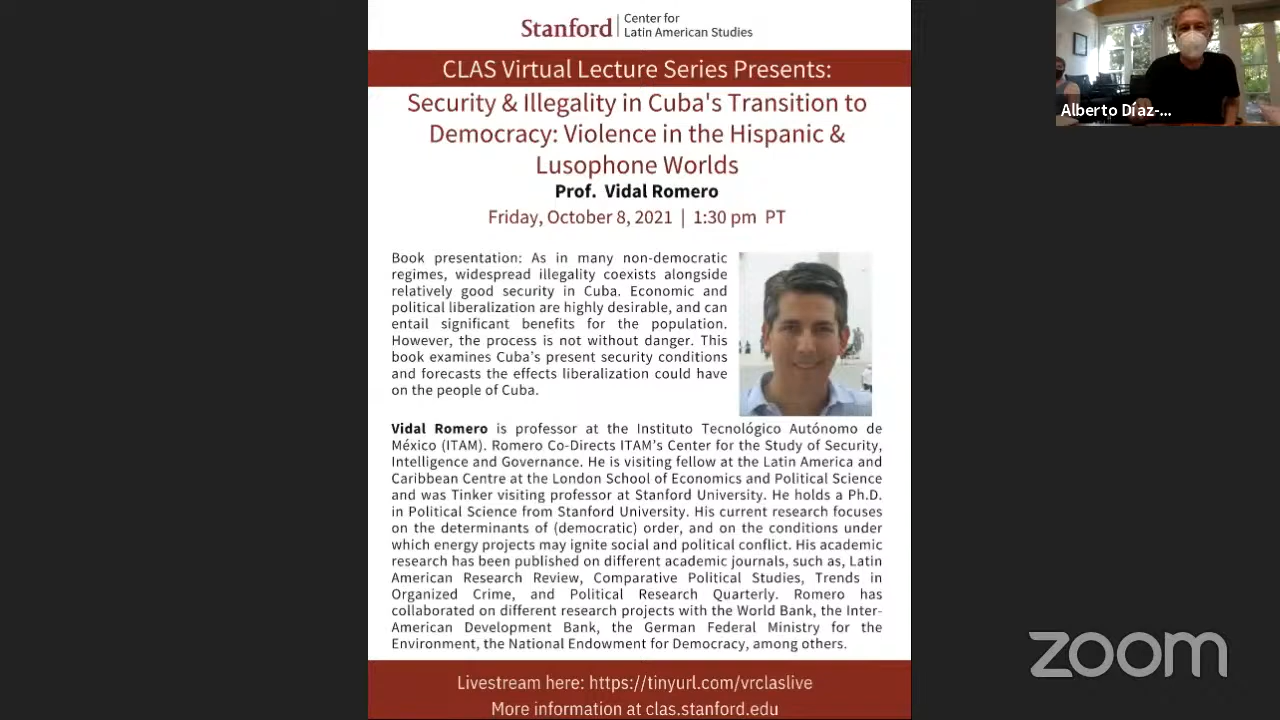 Stanford
Center for
Latin American Studies
CLAS Virtual Lecture Series Presents:
Security & Illegality in Cuba's Transition to
Democracy: Violence in the Hispanic &
Lusophone Worlds
Prof. Vidal Romero
Friday, October 8, 2021 | 1:30 pm PT
Book presentation: As in many non-democratic
regimes, widespread illegality coexists alongside
relatively good security in Cuba. Economic and
political liberalization are highly desirable, and can
entail significant benefits for the population.
However, the process is not without danger. This
book examines Cuba's present security conditions
and forecasts the effects liberalization could have
on the people of Cuba.
Vidal Romero is professor at the Instituto Tecnológico Autónomo de
México (ITAM). Romero Co-Directs ITAM's Center for the Study of Security,
Intelligence and Governance. He is visiting fellow at the Latin America and
Caribbean Centre at the London School of Economics and Political Science
and was Tinker visiting professor at Stanford University. He holds a Ph.D.
in Political Science from Stanford University. His current research focuses
on the determinants of (democratic) order, and on the conditions under
which energy projects may ignite social and political conflict. His academic
research has been published on different academic journals, such as, Latin
American Research Review, Comparative Political Studies, Trends in
Organized Crime, and Political Research Quarterly. Romero has
collaborated on different research projects with the World Bank, the Inter-
American Development Bank, the German Federal Ministry for the
Environment, the National Endowment for Democracy, among others.
Livestream here: https://tinyurl.com/vrclaslive
More information at clas.stanford.edu
Alberto Díaz-...
zoom